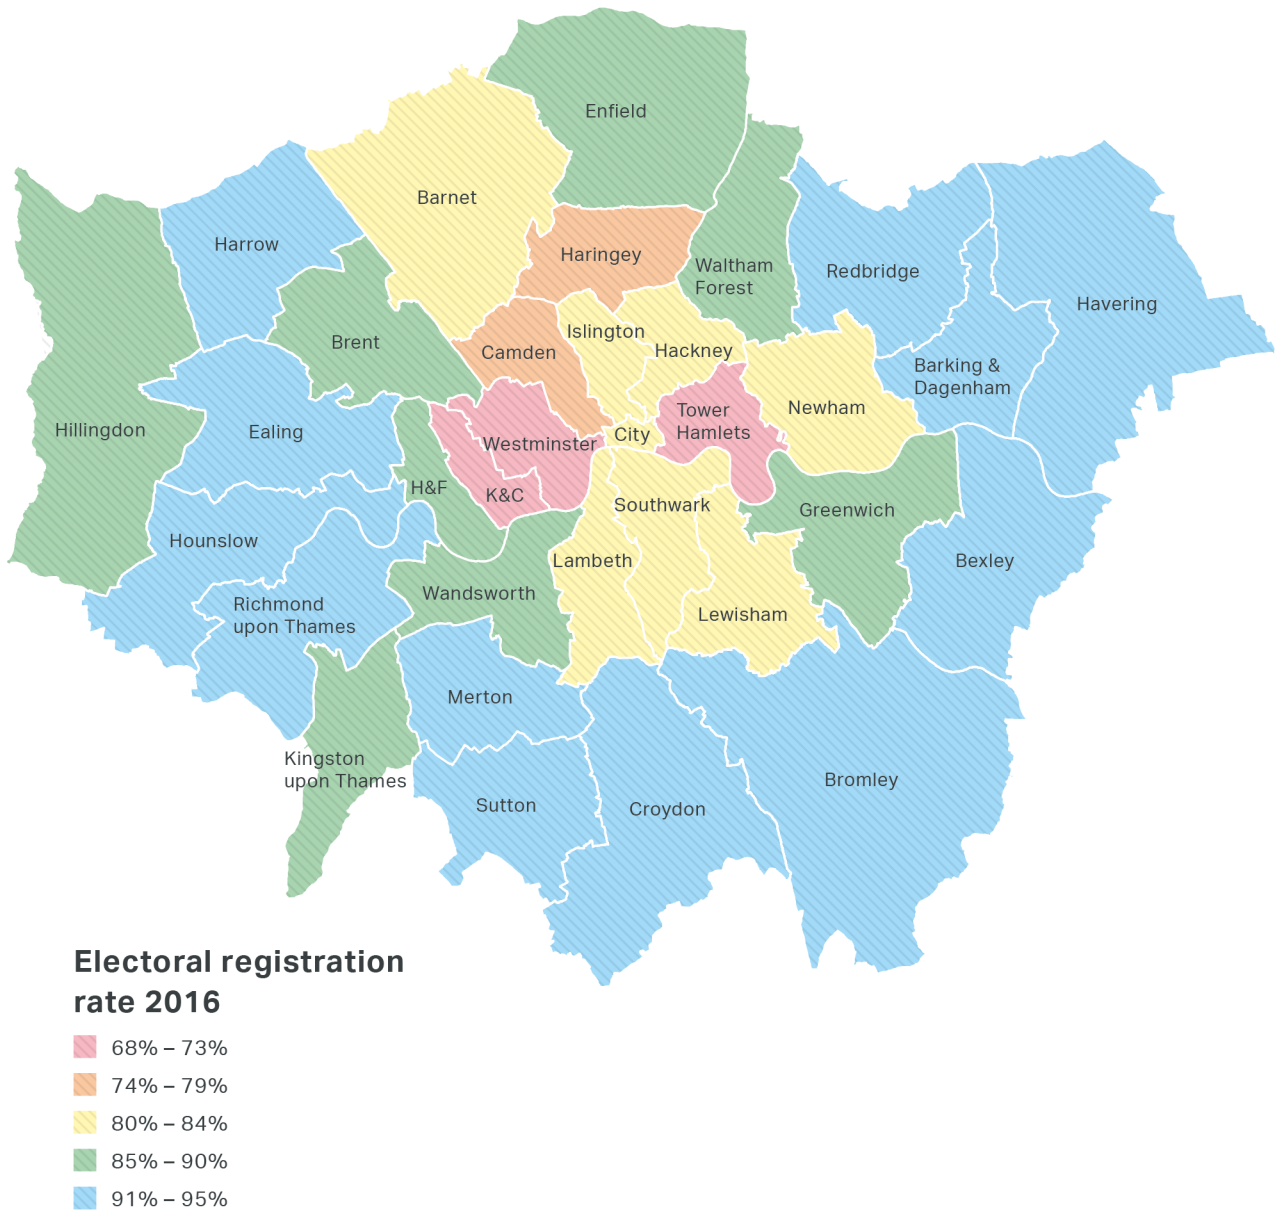 Enfield
Barnet
Harrow
Haringey
Waltham
Forest
Redbridge
Havering
Islington
Brent
Camden
Hackney
Barking &
Dagenham
Hillingdon
Ealing
Westminster
City
Tower
Hamlets
Newham
H&F
K&C
Southwark
Greenwich
Hounslow
Lambeth
Bexley
Wandsworth
Richmond
upon Thames
Lewisham
Merton
Kingston
upon Thames
Bromley
Sutton
Croydon
Electoral registration
rate 2016
68% – 73%
74% – 79%
80% – 84%
85% – 90%
91% – 95%